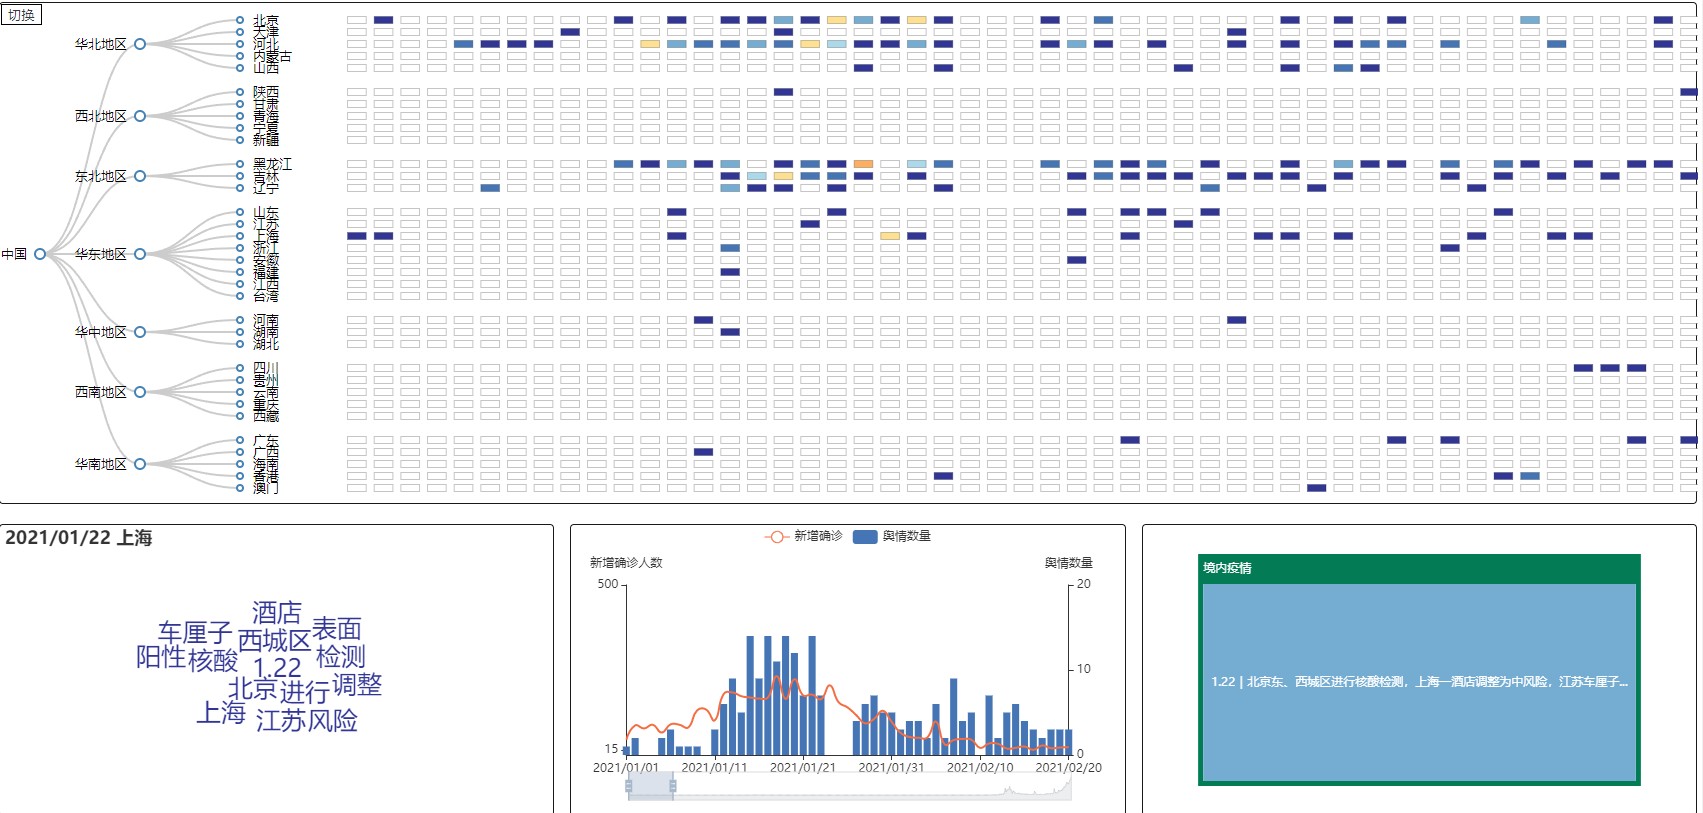 切换
中国
华北地区
北京
天津
河北
内蒙古
山西
西北地区
陕西
甘肃
青海
宁夏
新疆
东北地区
黑龙江
吉林
辽宁
华东地区
山东
江苏
上海
浙江
安徽
福建
江西
台湾
华中地区
河南
湖南
湖北
西南地区
四川
贵州
云南
重庆
西藏
华南地区
广东
广西
海南
香港
澳门
2021/01/22 上海
酒店
车厘子
表面
西城区
阳性
核酸
检测
1.22
北京
进行
调整
上海
江苏
风险
新增确诊
舆情数量
新增确诊人数
舆情数量
500
20
10
15
0
2021/01/01
2021/01/11
2021/01/21
2021/01/31
2021/02/10
2021/02/20
境内疫情
1.22 | 北京东、西城区进行核酸检测，上海一酒店调整为中风险，江苏车厘子...